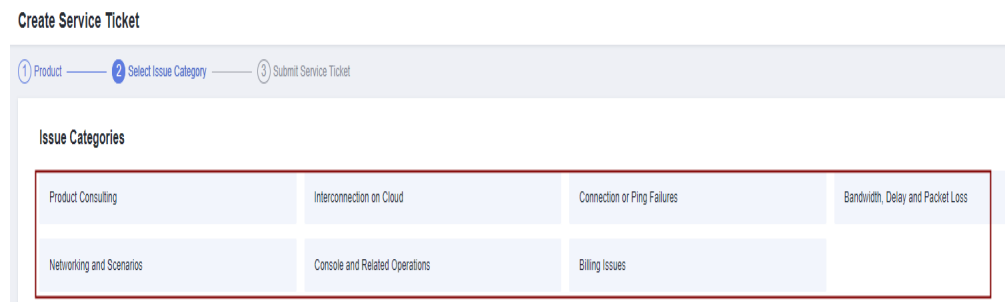 Create Service Ticket
1 Product 2 Select Issue Category 3 Submit Service Ticket
Issue Categories
Product Consulting Interconnection on Cloud Connection or Ping Failures Bandwidth, Delay and Packet Loss
Networking and Scenarios Console and Related Operations Billing Issues